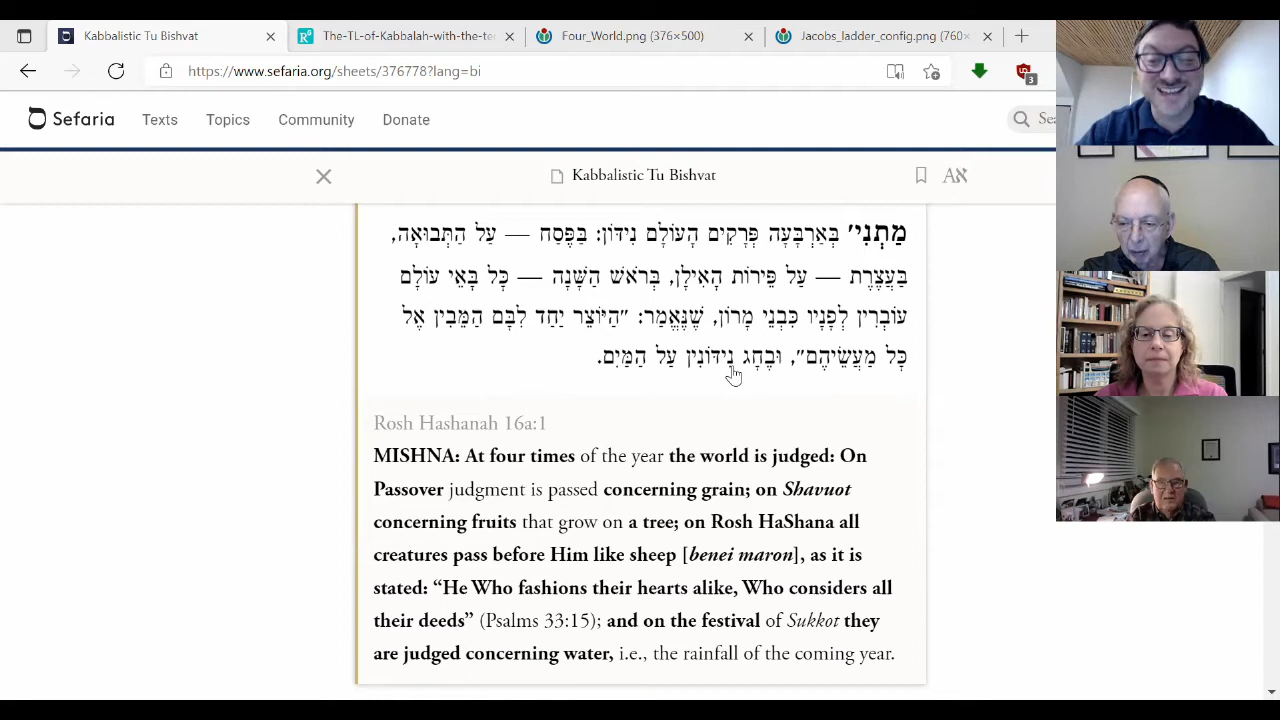 Kabbalistic Tu Bishvat
The-TL-of-Kabbalah-with-the-te
Four_World.png (376×500)
Jacobs_ladder_config.png (760×
https://www.sefaria.org/sheets/376778?lang=bi
3
Sefaria Texts Topics Community Donate
Kabbalistic Tu Bishvat
מַתְנִי׳ בְּאַרְבָּעָה פְּרָקִים הָעוֹלָם נִידּוֹן: בַּפֶּסַח — עַל הַתְּבוּאָה,
בַּעֲצֶרֶת — עַל פֵּירוֹת הָאִילָן, בְּרֹאשׁ הַשָּׁנָה — כׇּל בָּאֵי עוֹלָם
עוֹבְרִין לְפָנָיו כִּבְנֵי מָרוֹן, שֶׁנֶּאֱמַר: ״הַיּוֹצֵר יַחַד לִבָּם הַמֵּבִין אֶל
כׇּל מַעֲשֵׂיהֶם״, וּבֶחָג נִידּוֹנִין עַל הַמַּיִם.
Rosh Hashanah 16a:1
MISHNA: At four times of the year the world is judged: On
Passover judgment is passed concerning grain; on Shavuot
concerning fruits that grow on a tree; on Rosh HaShana all
creatures pass before Him like sheep [benei maron], as it is
stated: “He Who fashions their hearts alike, Who considers all
their deeds” (Psalms 33:15); and on the festival of Sukkot they
are judged concerning water, i.e., the rainfall of the coming year.